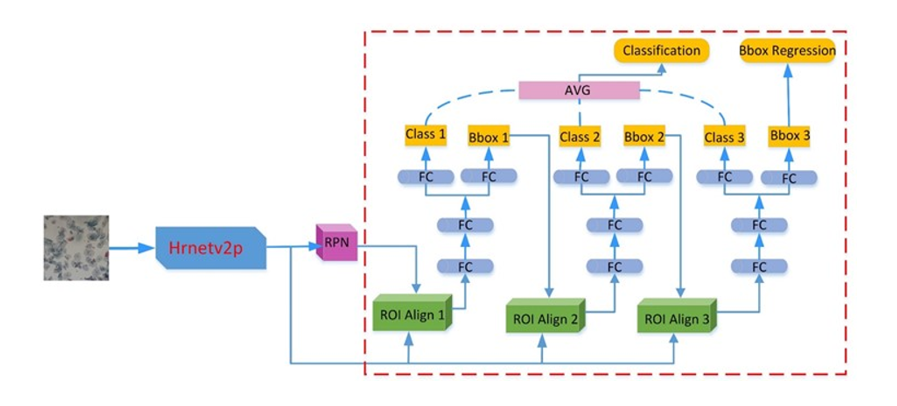 Classification
Bbox Regression
AVG
Class 1
Bbox 1
Class 2
Bbox 2
Class 3
Bbox 3
FC
FC
FC
FC
FC
FC
FC
FC
FC
Hrnetv2p
RPN
FC
FC
FC
ROI Align 1
ROI Align 2
ROI Align 3